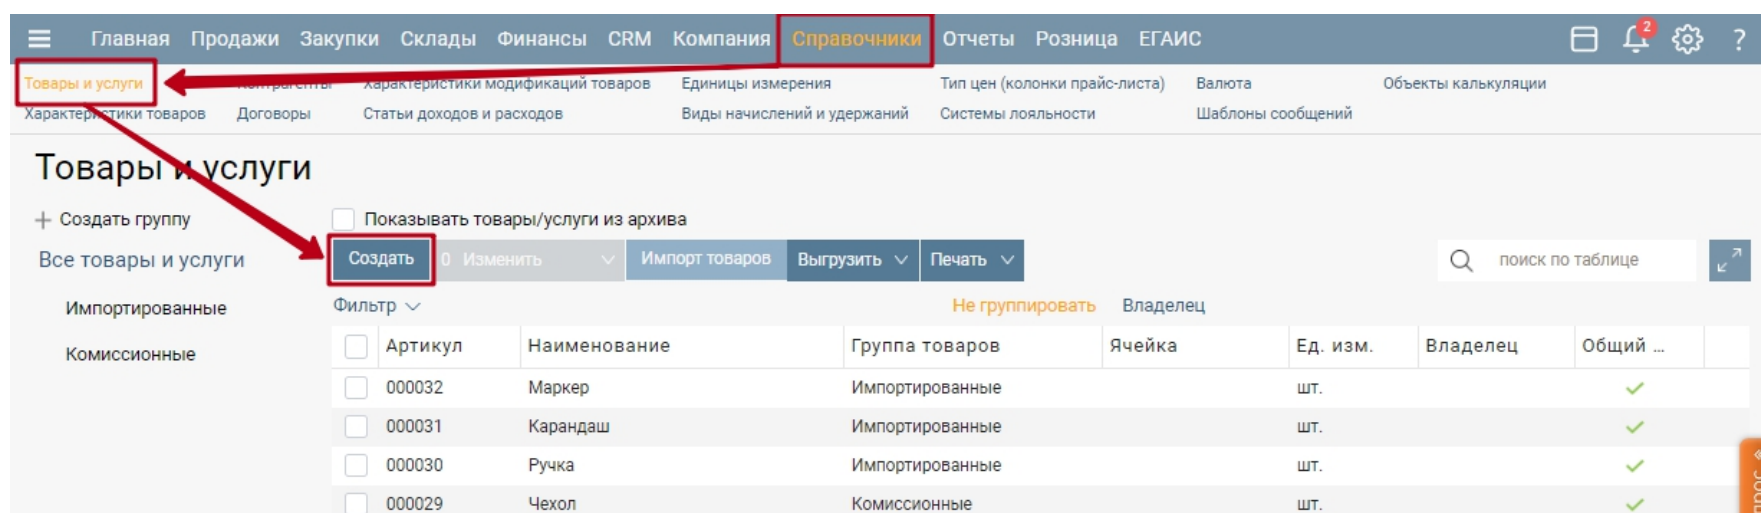 Главная Продажи Закупки Склады Финансы CRM Компания Справочники Отчеты Розница ЕГАИС 2 ?
Товары и услуги Контрагенты Характеристики модификаций товаров Единицы измерения Тип цен (колонки прайс-листа) Валюта Объекты калькуляции
Характеристики товаров Договоры Статьи доходов и расходов Виды начислений и удержаний Системы лояльности Шаблоны сообщений
Товары и услуги
+ Создать группу Показывать товары/услуги из архива
Все товары и услуги Создать 0 Изменить Импорт товаров Выгрузить Печать поиск по таблице
Импортированные Фильтр Не группировать Владелец
Комиссионные Артикул Наименование Группа товаров Ячейка Ед. изм. Владелец Общий ...
000032 Маркер Импортированные шт.
000031 Карандаш Импортированные шт.
000030 Ручка Импортированные шт.
000029 Чехол Комиссионные шт.